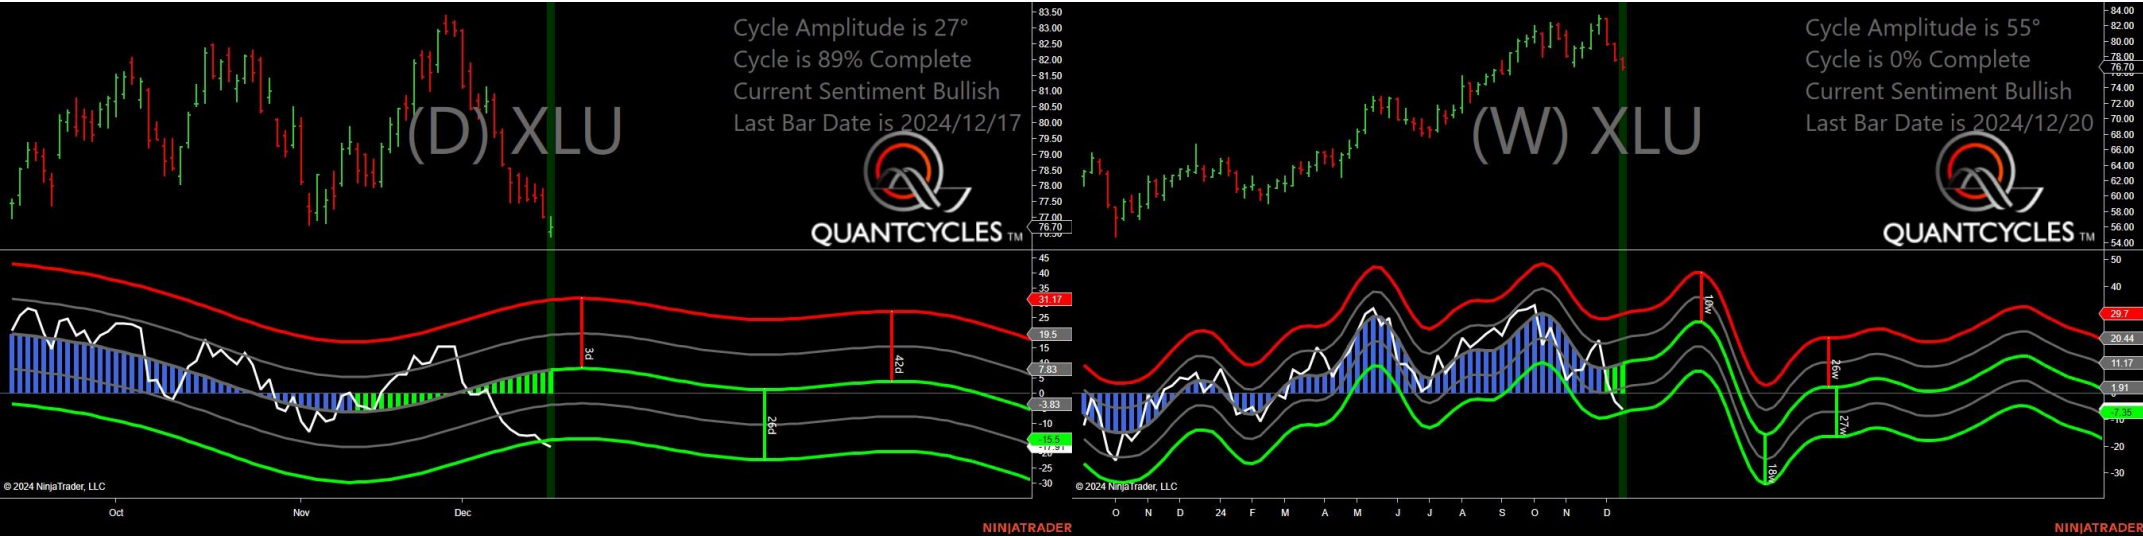 Cycle Amplitude is 27°
Cycle is 89% Complete
Current Sentiment Bullish
Last Bar Date is 2024/12/17
(D) XLU
QUANTCYCLES TM
83.50
83.00
82.50
82.00
81.50
81.00
80.50
80.00
79.50
79.00
78.50
78.00
77.50
77.00
76.70
45
40
35
31.17
25
19.5
15
7.83
5
0
-3.83
-10
-15.5
-17.91
-25
-30
3d
26d
42d
© 2024 NinjaTrader, LLC
Oct Nov Dec
NINJATRADER
Cycle Amplitude is 55°
Cycle is 0% Complete
Current Sentiment Bullish
Last Bar Date is 2024/12/20
(W) XLU
QUANTCYCLES TM
84.00
82.00
80.00
78.00
76.70
74.00
72.00
70.00
68.00
66.00
64.00
62.00
60.00
58.00
56.00
54.00
50
40
29.7
20.44
11.17
1.91
0
-7.35
-10
-20
-30
10w
18w
26w
27w
© 2024 NinjaTrader, LLC
O N D 24 F M A M J J A S O N D
NINJATRADER